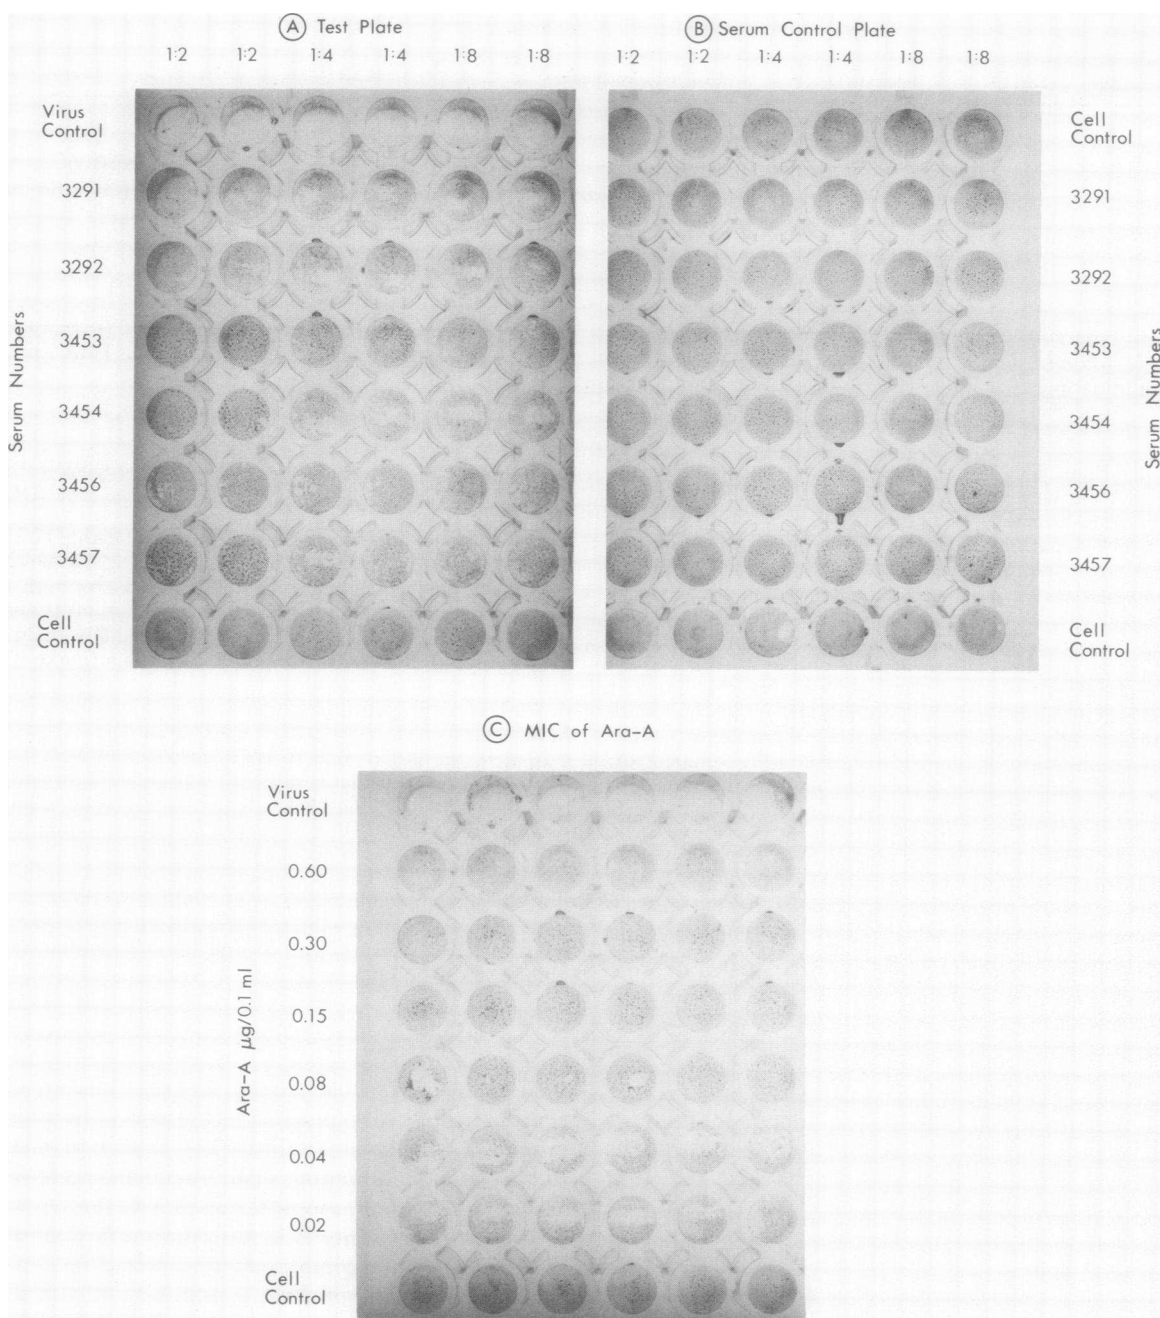 A Test Plate
1:2 1:2 1:4 1:4 1:8 1:8
Virus
Control
3291
3292
3453
3454
3456
3457
Cell
Control
Serum Numbers
B Serum Control Plate
1:2 1:2 1:4 1:4 1:8 1:8
Cell
Control
3291
3292
3453
3454
3456
3457
Cell
Control
Serum Numbers
C MIC of Ara-A
Virus
Control
0.60
0.30
0.15
0.08
0.04
0.02
Cell
Control
Ara-A µg/0.1 ml